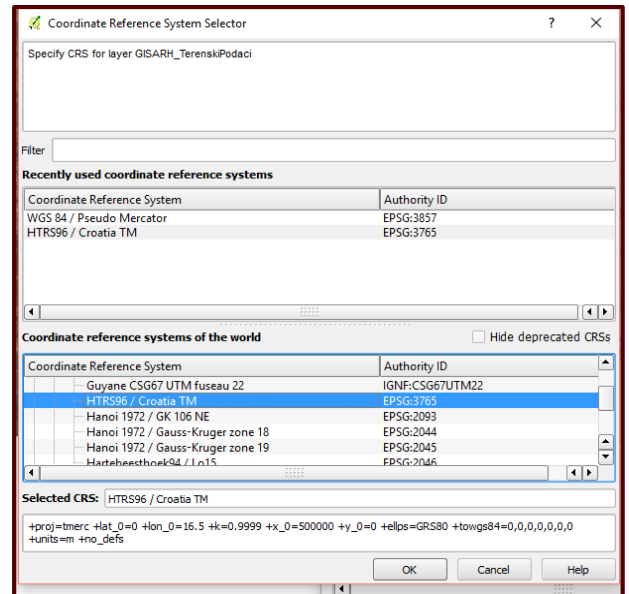 Coordinate Reference System Selector
Specify CRS for layer GISARH_TerenskiPodaci
Filter
Recently used coordinate reference systems
Coordinate Reference System Authority ID
WGS 84 / Pseudo Mercator EPSG:3857
HTRS96 / Croatia TM EPSG:3765
Coordinate reference systems of the world Hide deprecated CRSs
Coordinate Reference System Authority ID
Guyane CSG67 UTM fuseau 22 IGNF:CSG67UTM22
HTRS96 / Croatia TM EPSG:3765
Hanoi 1972 / GK 106 NE EPSG:2093
Hanoi 1972 / Gauss-Kruger zone 18 EPSG:2044
Hanoi 1972 / Gauss-Kruger zone 19 EPSG:2045
Hartebeesthoek94 / Lo15 EPSG:2046
Selected CRS: HTRS96 / Croatia TM
+proj=tmerc +lat_0=0 +lon_0=16.5 +k=0.9999 +x_0=500000 +y_0=0 +ellps=GRS80 +towgs84=0,0,0,0,0,0,0
+units=m +no_defs
OK Cancel Help